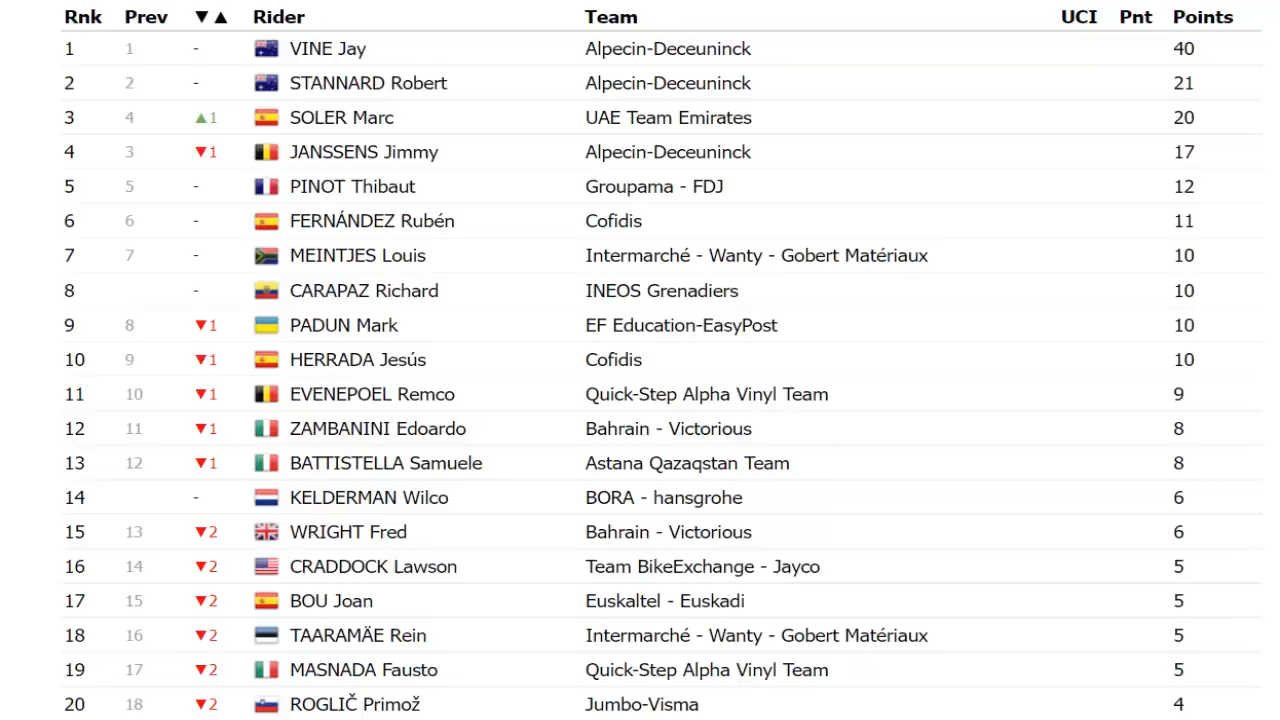 Rnk Prev ▼▲ Rider Team UCI Pnt Points
1 1 - VINE Jay Alpecin-Deceuninck 40
2 2 - STANNARD Robert Alpecin-Deceuninck 21
3 4 ▲1 SOLER Marc UAE Team Emirates 20
4 3 ▼1 JANSSENS Jimmy Alpecin-Deceuninck 17
5 5 - PINOT Thibaut Groupama - FDJ 12
6 6 - FERNÁNDEZ Rubén Cofidis 11
7 7 - MEINTJES Louis Intermarché - Wanty - Gobert Matériaux 10
8 - CARAPAZ Richard INEOS Grenadiers 10
9 8 ▼1 PADUN Mark EF Education-EasyPost 10
10 9 ▼1 HERRADA Jesús Cofidis 10
11 10 ▼1 EVENEPOEL Remco Quick-Step Alpha Vinyl Team 9
12 11 ▼1 ZAMBANINI Edoardo Bahrain - Victorious 8
13 12 ▼1 BATTISTELLA Samuele Astana Qazaqstan Team 8
14 - KELDERMAN Wilco BORA - hansgrohe 6
15 13 ▼2 WRIGHT Fred Bahrain - Victorious 6
16 14 ▼2 CRADDOCK Lawson Team BikeExchange - Jayco 5
17 15 ▼2 BOU Joan Euskaltel - Euskadi 5
18 16 ▼2 TAARAMÄE Rein Intermarché - Wanty - Gobert Matériaux 5
19 17 ▼2 MASNADA Fausto Quick-Step Alpha Vinyl Team 5
20 18 ▼2 ROGLIČ Primož Jumbo-Visma 4